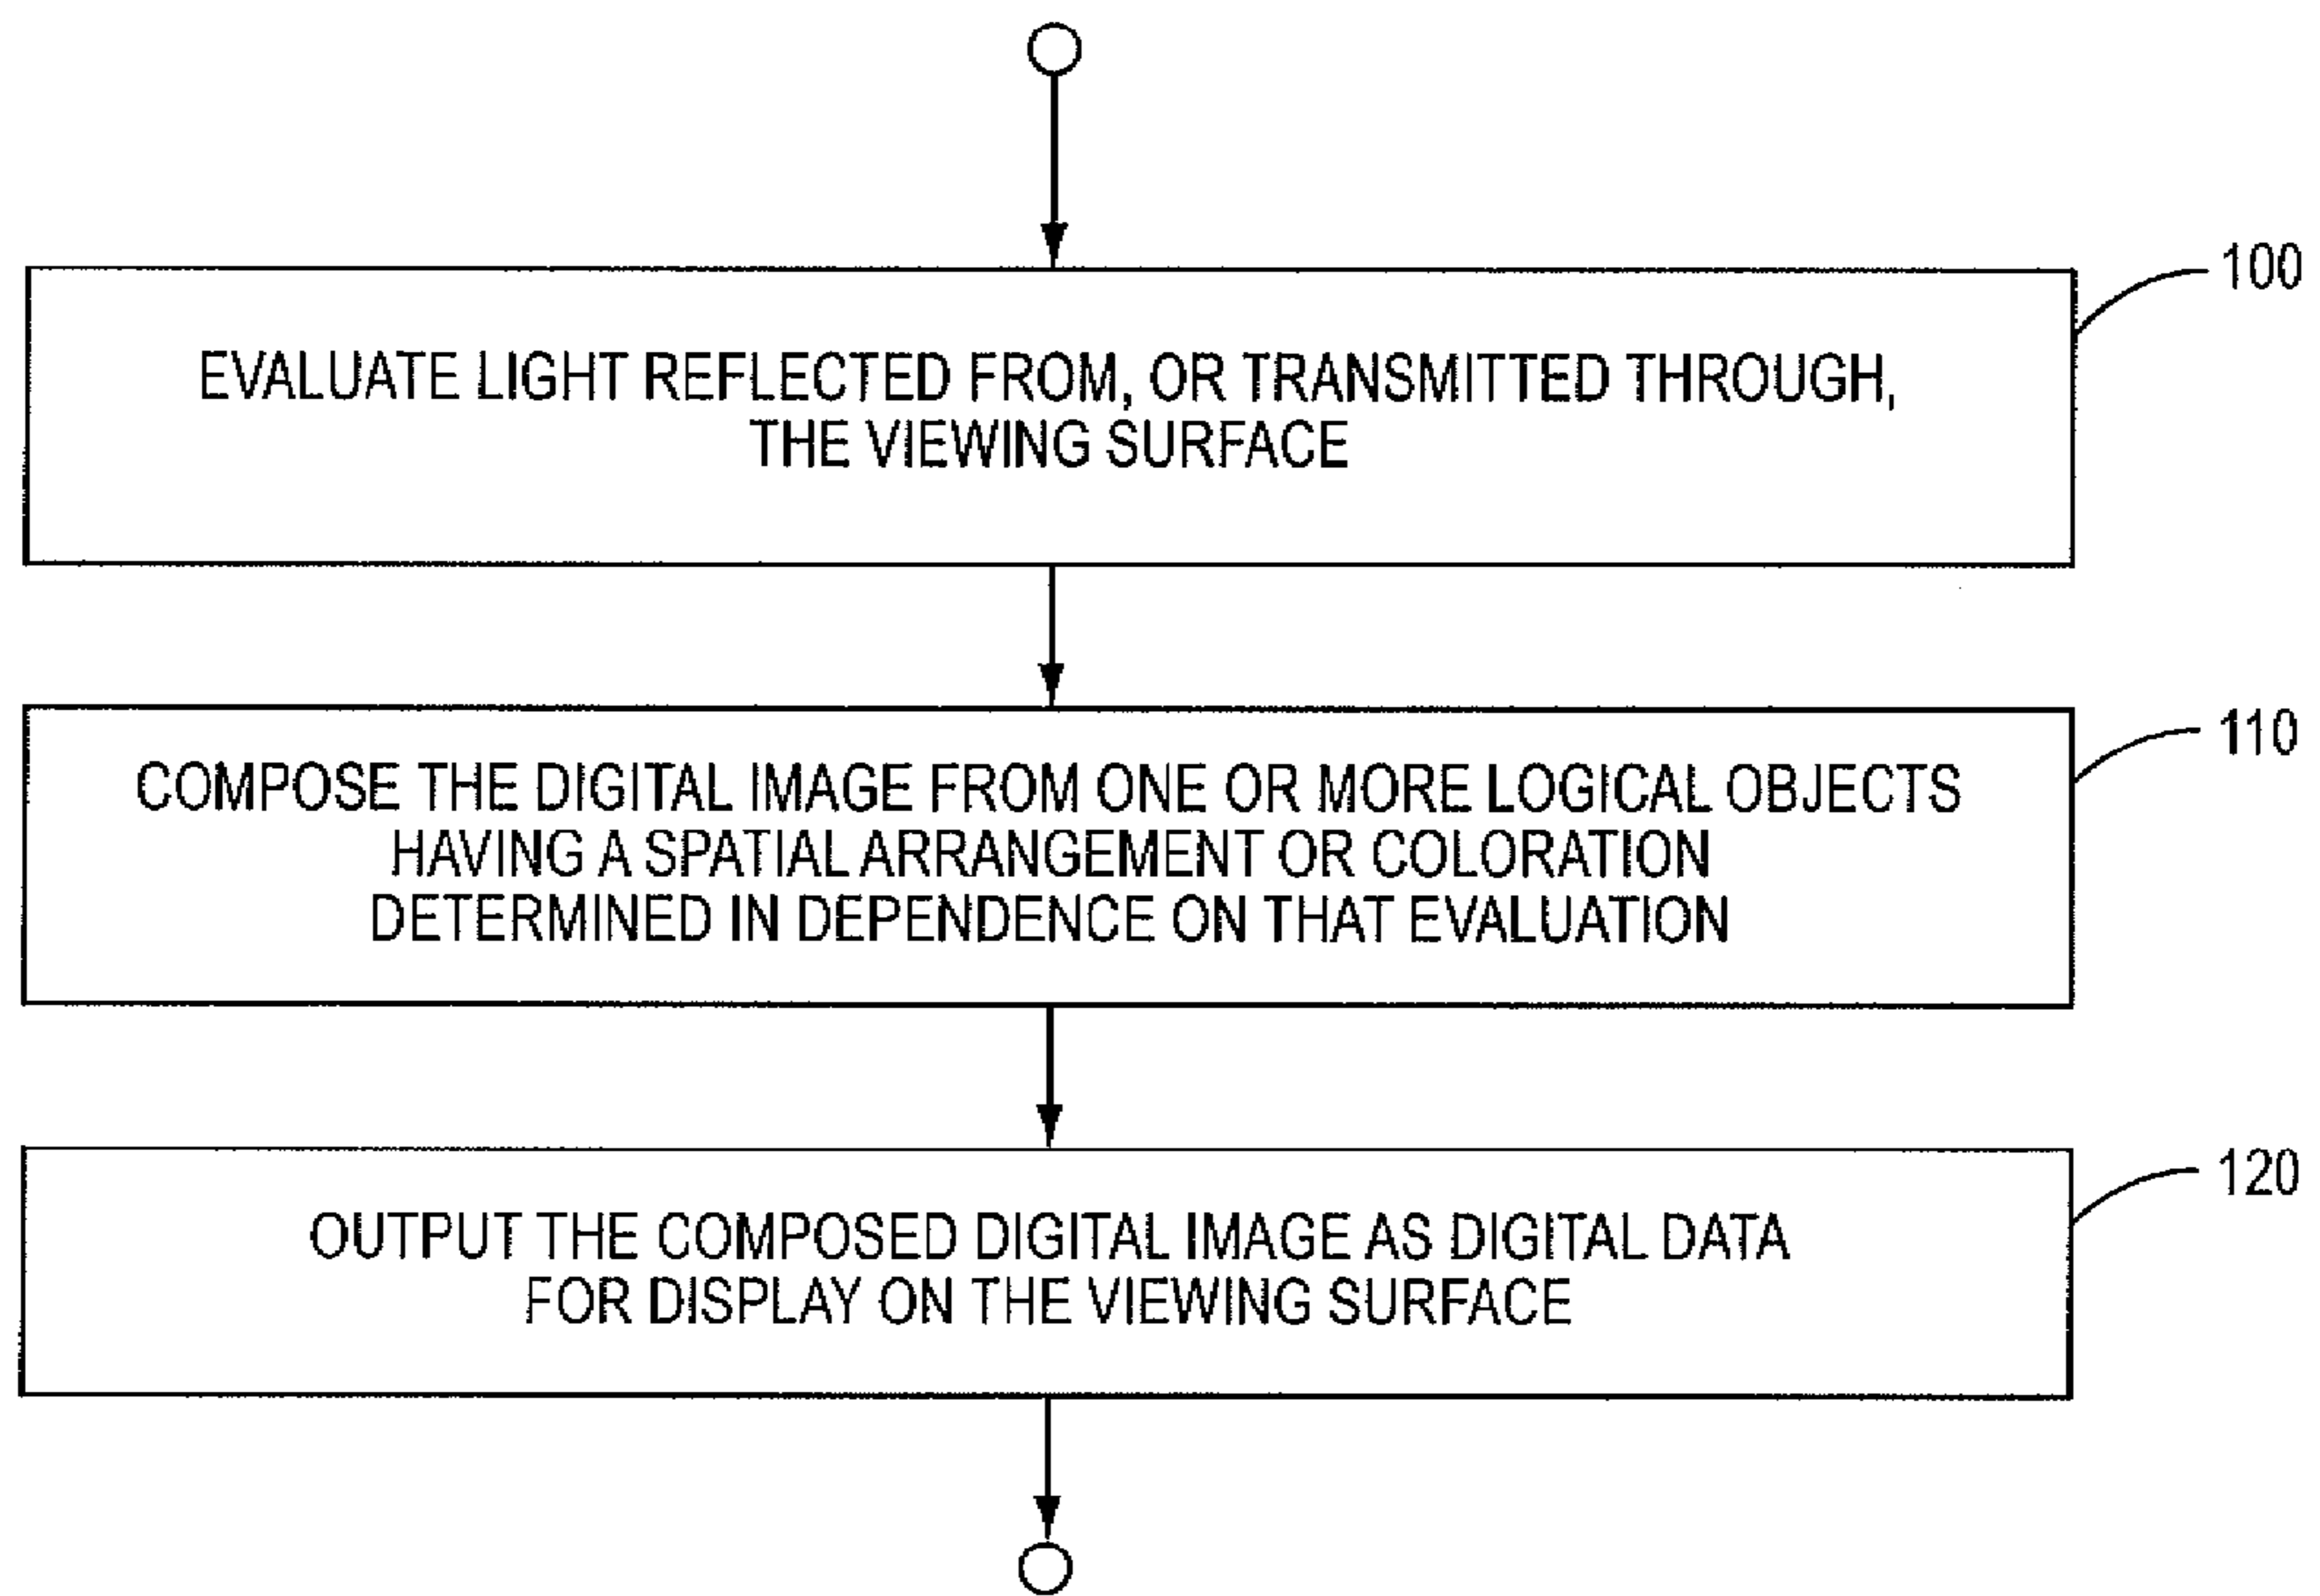 100
EVALUATE LIGHT REFLECTED FROM, OR TRANSMITTED THROUGH,
THE VIEWING SURFACE
110
COMPOSE THE DIGITAL IMAGE FROM ONE OR MORE LOGICAL OBJECTS
HAVING A SPATIAL ARRANGEMENT OR COLORATION
DETERMINED IN DEPENDENCE ON THAT EVALUATION
120
OUTPUT THE COMPOSED DIGITAL IMAGE AS DIGITAL DATA
FOR DISPLAY ON THE VIEWING SURFACE